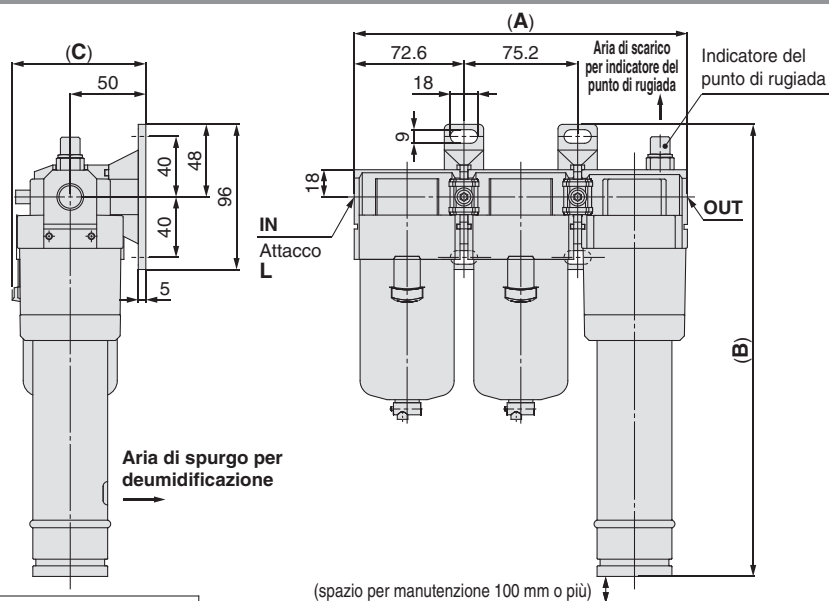 (C)
50
40
48
96
40
5
Aria di spurgo per
deumidificazione
(A)
72.6
75.2
18
9
18
Aria di scarico
per indicatore del
punto di rugiada
Indicatore del
punto di rugiada
IN
Attacco
L
OUT
(B)
(spazio per manutenzione 100 mm o più)